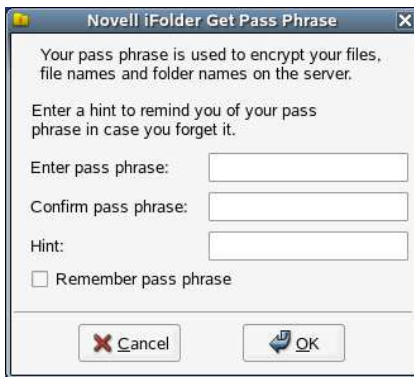 Novell iFolder Get Pass Phrase
Your pass phrase is used to encrypt your files,
file names and folder names on the server.
Enter a hint to remind you of your pass
phrase in case you forget it.
Enter pass phrase:
Confirm pass phrase:
Hint:
Remember pass phrase
Cancel
OK